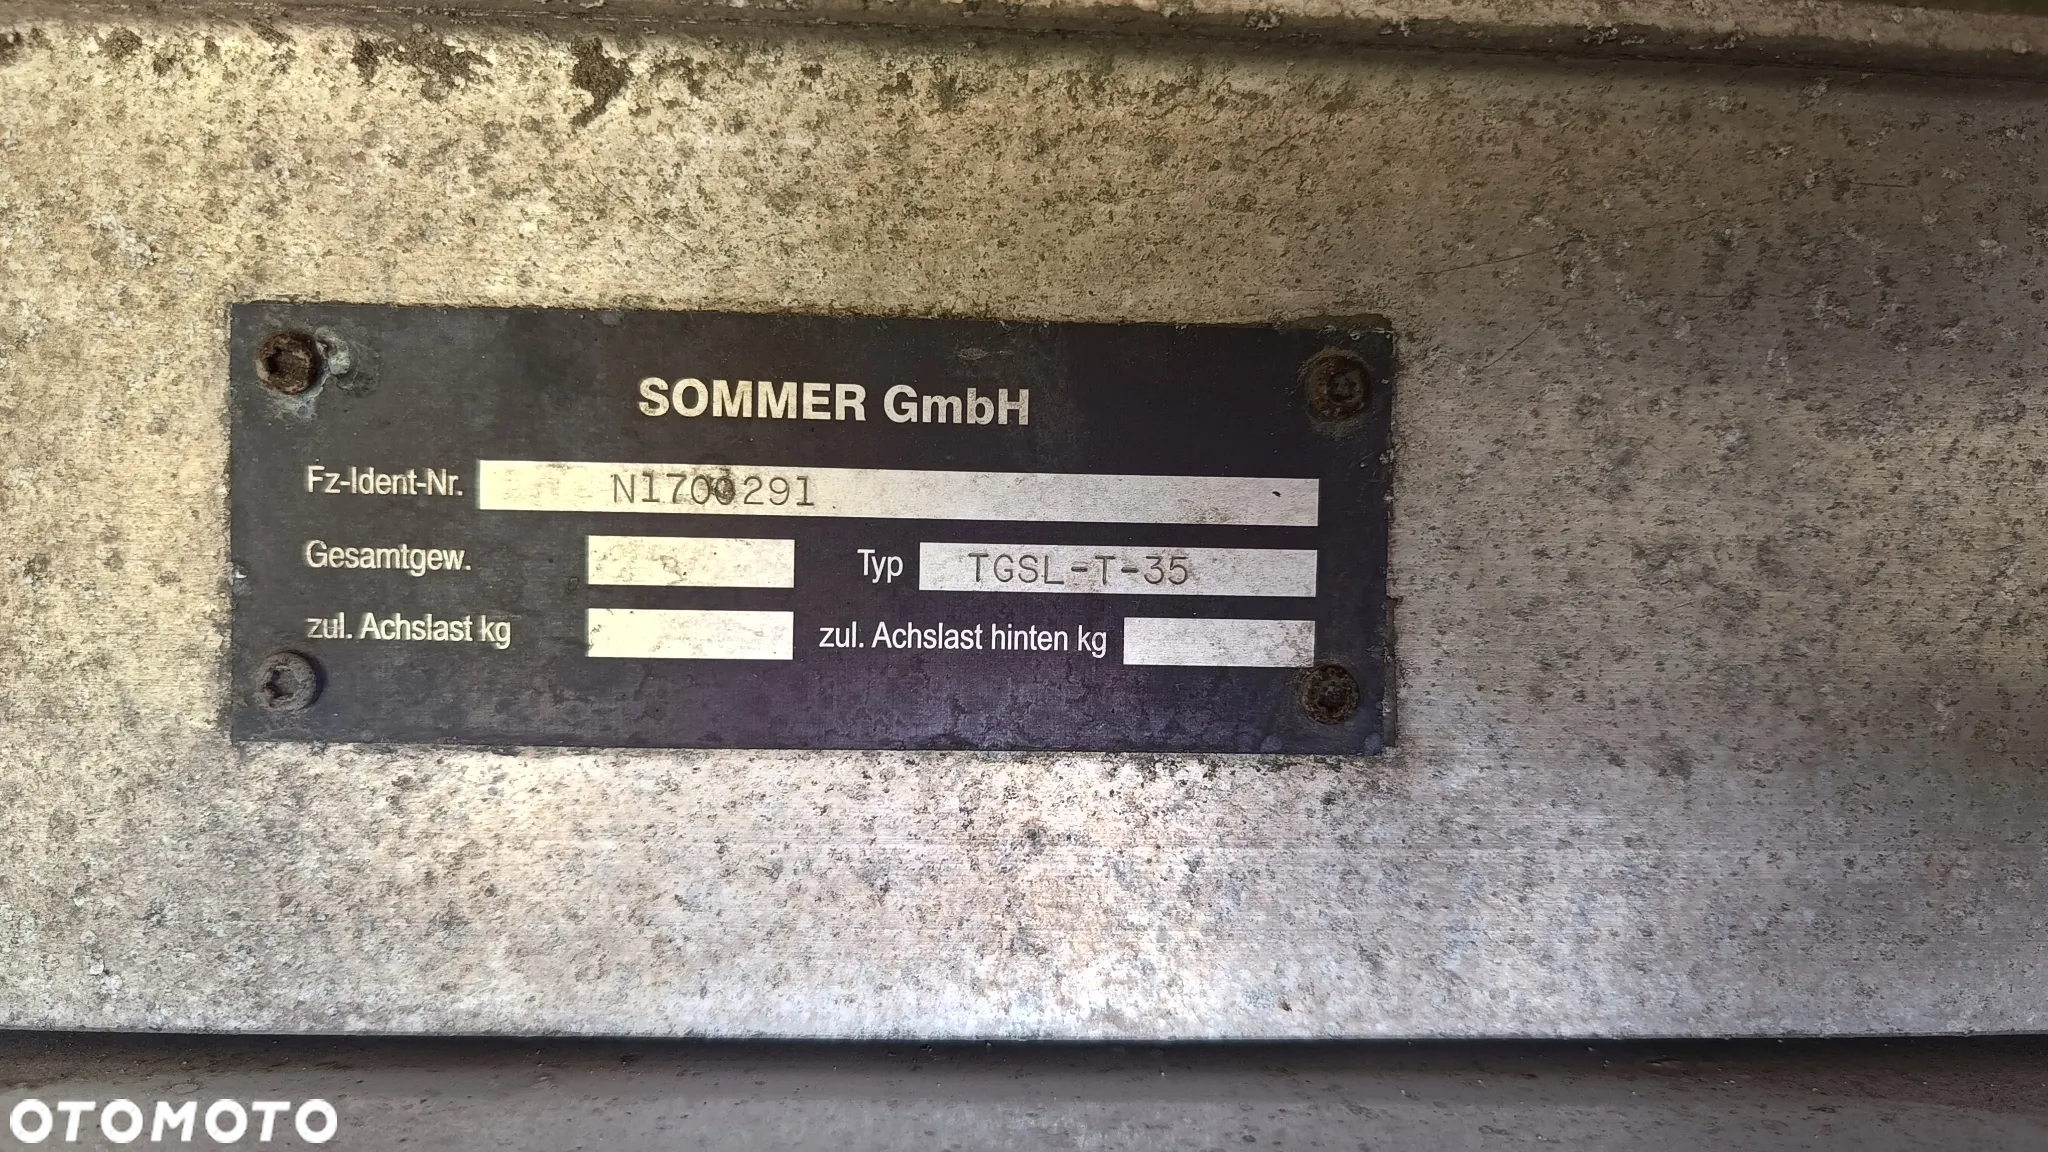 SOMMER GmbH
Fz-Ident-Nr. N1700291
Gesamtgew. Typ TGSL-T-35
zul. Achslast kg zul. Achslast hinten kg
OTOMOTO